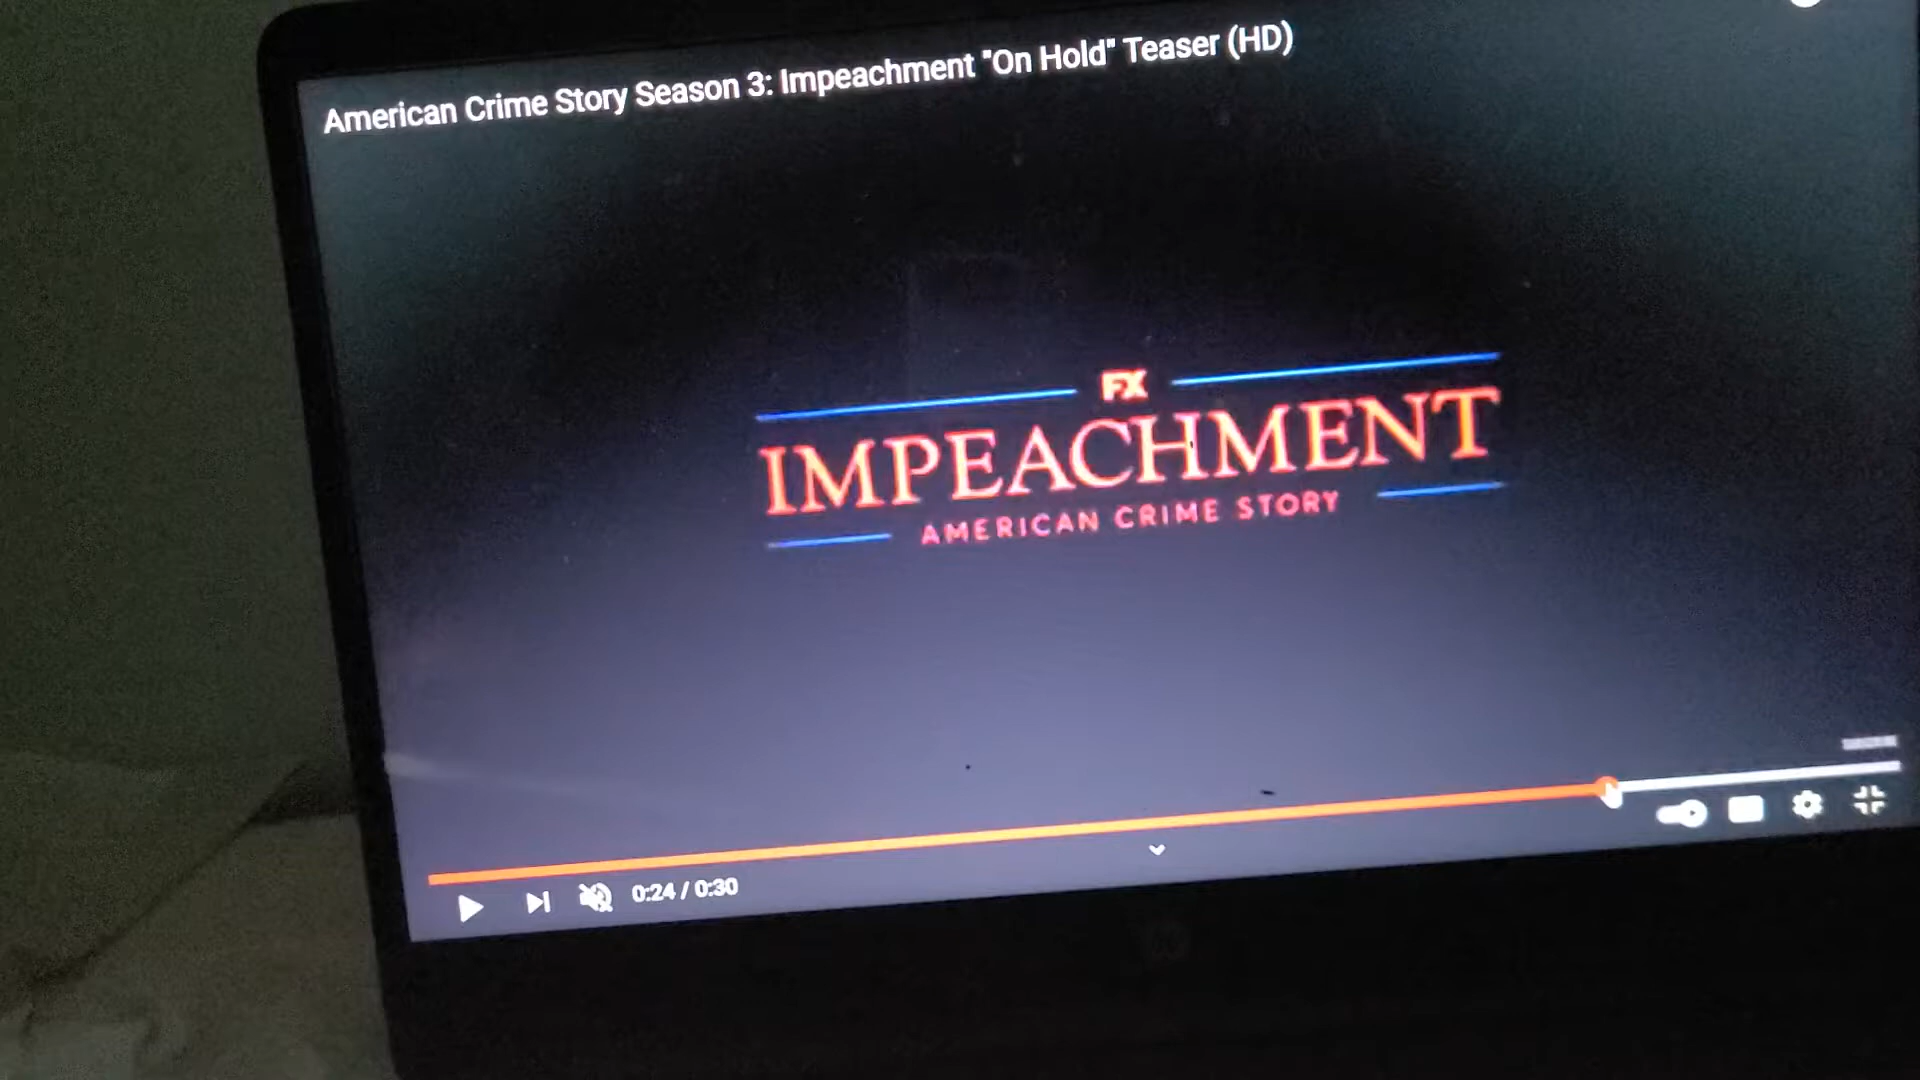 American Crime Story Season 3: Impeachment "On Hold" Teaser (HD)
FX
IMPEACHMENT
AMERICAN CRIME STORY
0:24 / 0:30